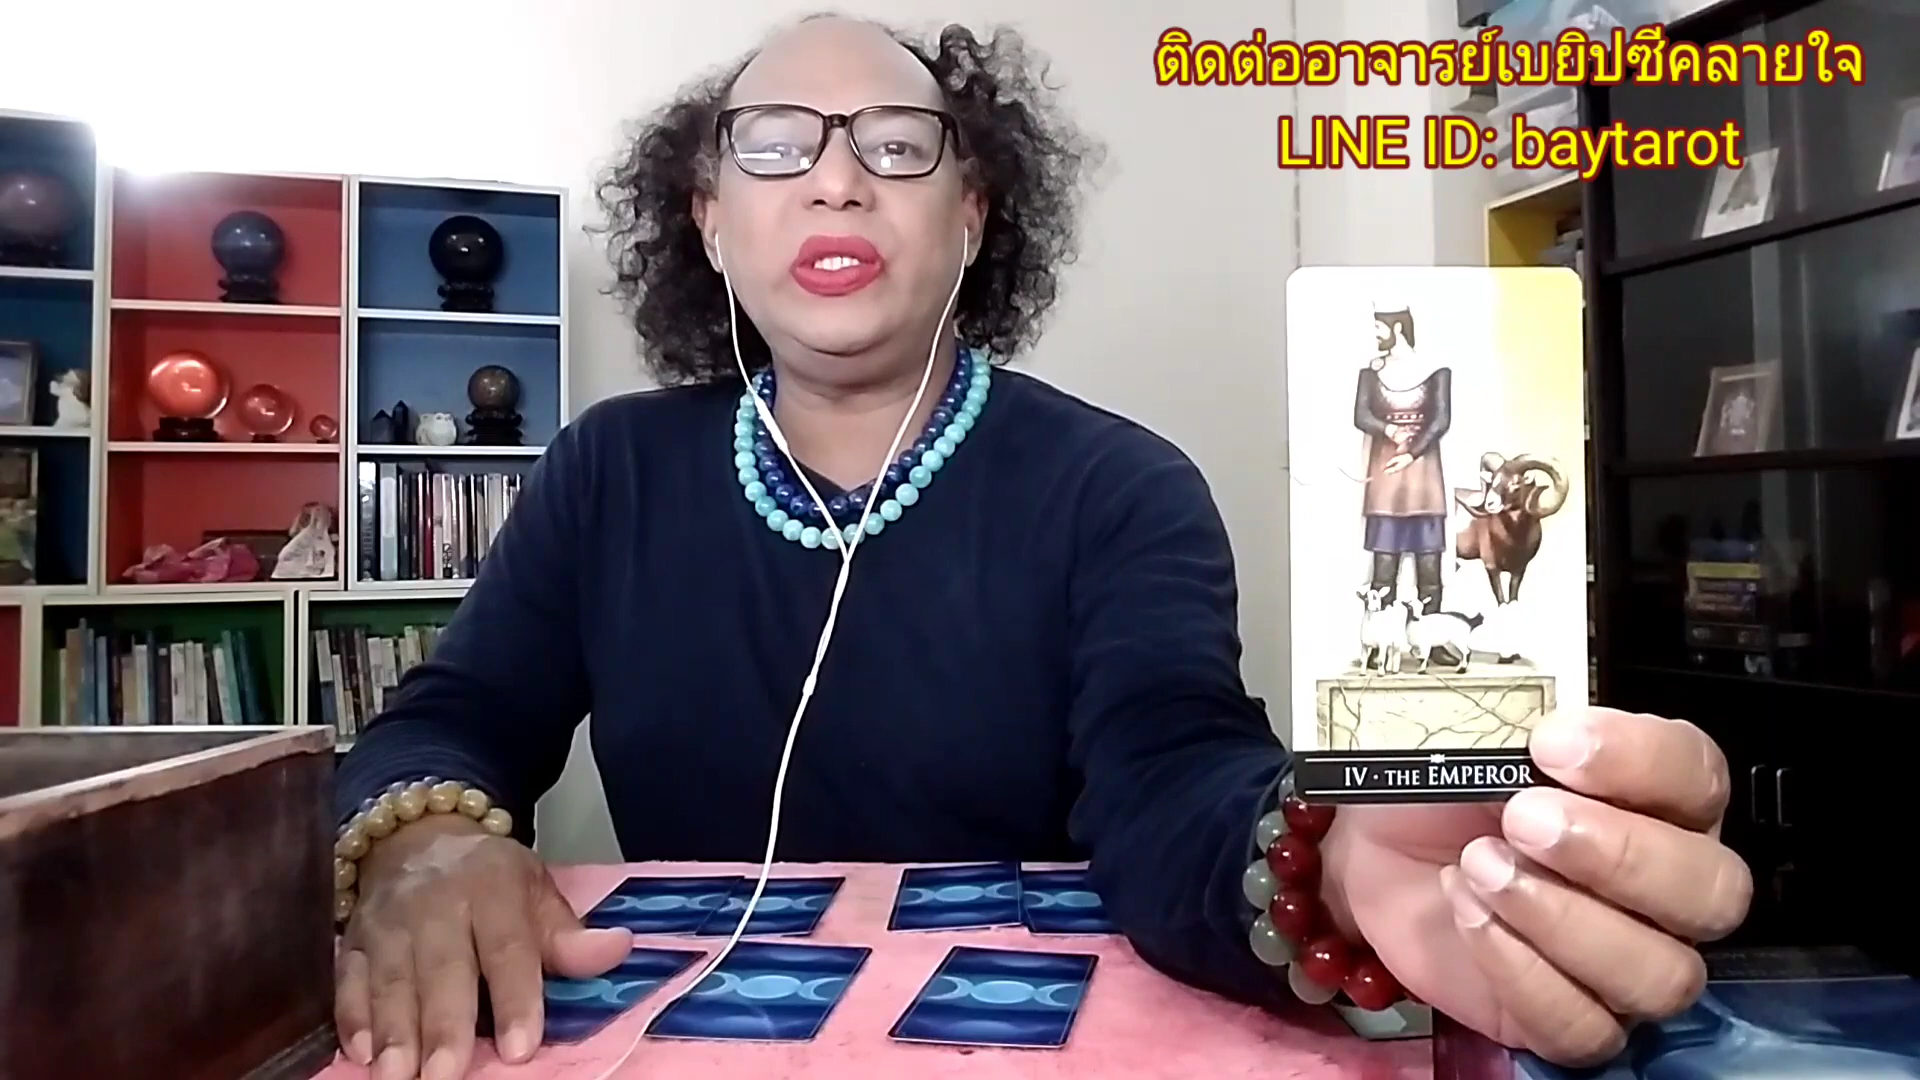 ติดต่ออาจารย์เบยิปซีคลายใจ
LINE ID: baytarot
IV · THE EMPEROR